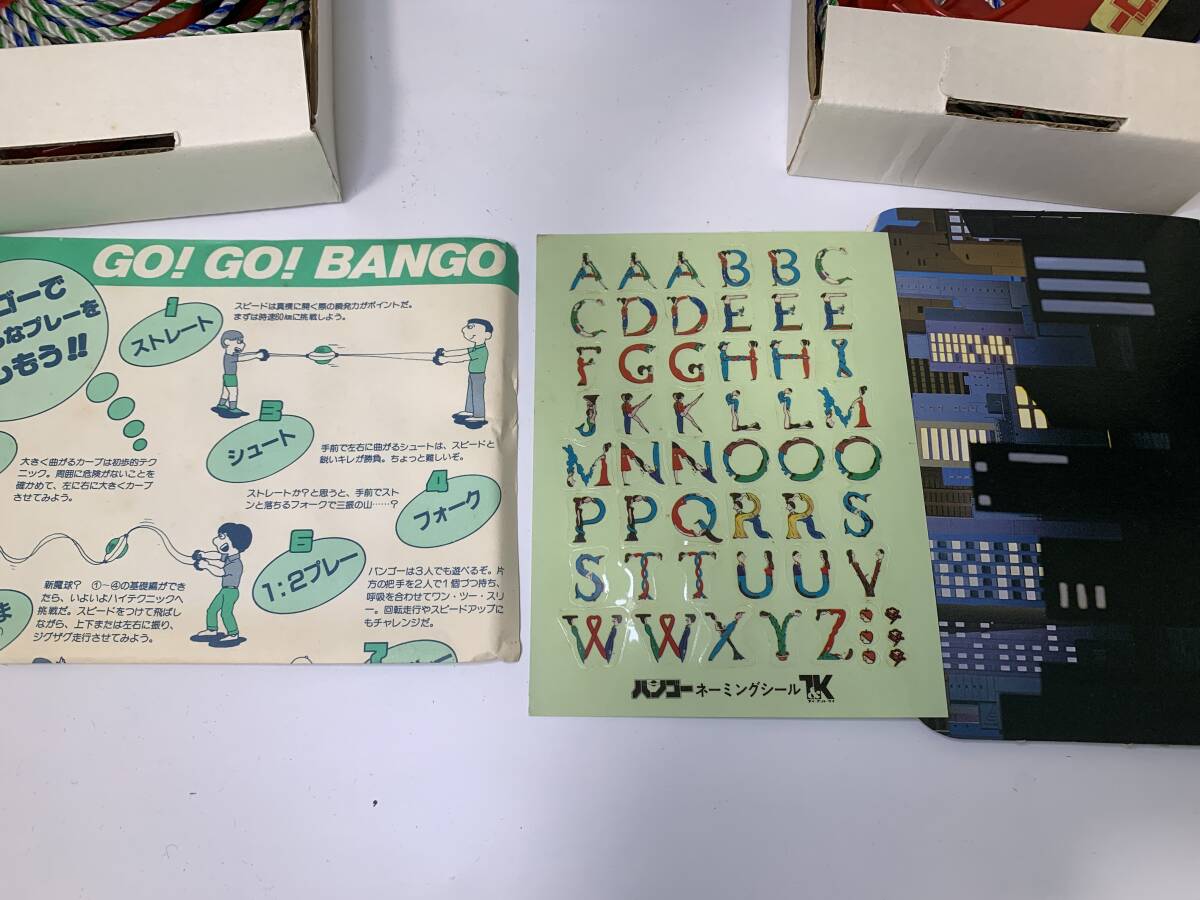 GO! GO! BANGO
ゴーで
なプレーを
しもう!!
1
ストレート
スピードは真横に開く際の瞬発力がポイントだ。
まずは時速60kmに挑戦しよう。
3
シュート
手前で左右に曲がるシュートは、スピードと
鋭いキレが勝負。ちょっと難しいぞ。
大きく曲がるカーブは初歩的テク
ニック。周囲に危険がないことを
確かめて、左に右に大きくカーブ
させてみよう。
ストレートか?と思うと、手前でスト
ンと落ちるフォークで三振の山……?
4
フォーク
6
1:2プレー
新魔球? ①〜④の基礎編ができ
たら、いよいよハイテクニックへ
挑戦だ。スピードをつけて飛ばし
ながら、上下または左右に振り、
ジグザグ走行させてみよう。
バンゴーは3人でも遊べるぞ。片
方の把手を2人で1個づつ持ち、
呼吸を合わせてワン・ツー・スリ
ー。回転走行やスピードアップに
もチャレンジだ。
ま
7
A A A B B C
C D D E E E
F G G H H I
J K K L L M
M N N O O O
P P Q R R S
S T T U U V
W W X Y Z
バンゴー ネーミングシール